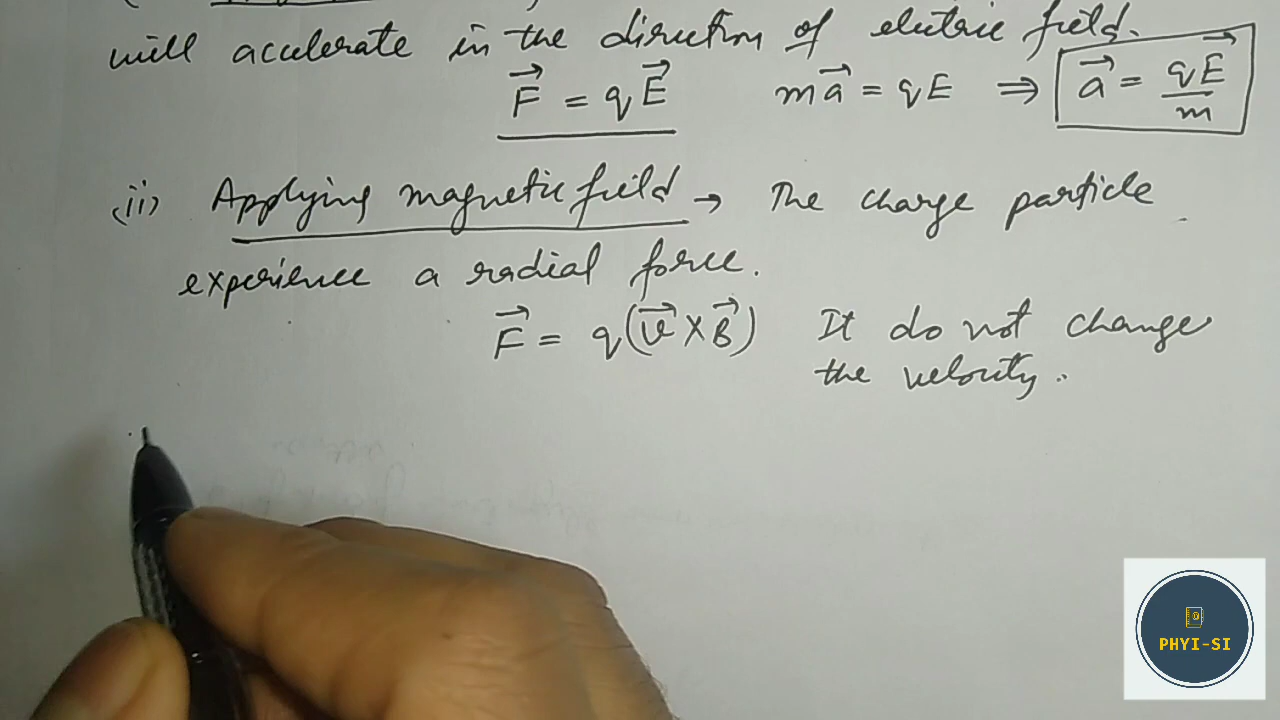 will acelerate in the direction of electric field.
F⃗ = qE⃗ ma⃗ = qE ⇒ a⃗ = qE⃗/m
(ii) Applying magnetic field → The charge particle
experience a radial force.
F⃗ = q(v⃗ × B⃗) It do not change
the velocity.
PHYI-SI